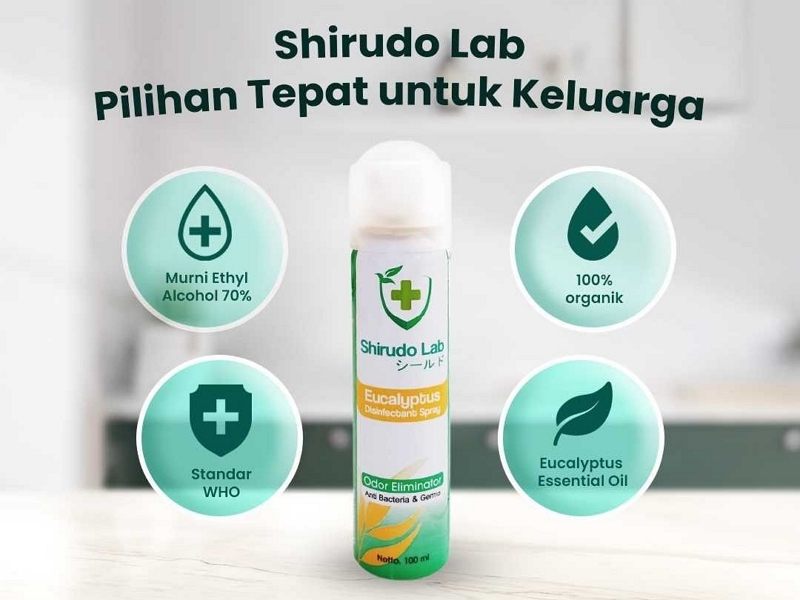 Shirudo Lab
Pilihan Tepat untuk Keluarga
Murni Ethyl
Alcohol 70%
100%
organik
Shirudo Lab
シールド
Eucalyptus
Disinfectant Spray
Standar
WHO
Eucalyptus
Essential Oil
Odor Eliminator
Anti Bacteria & Germs
Netto. 100 ml